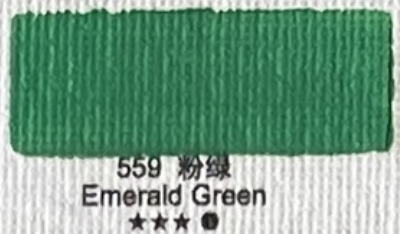 559 粉绿
Emerald Green
★★★●